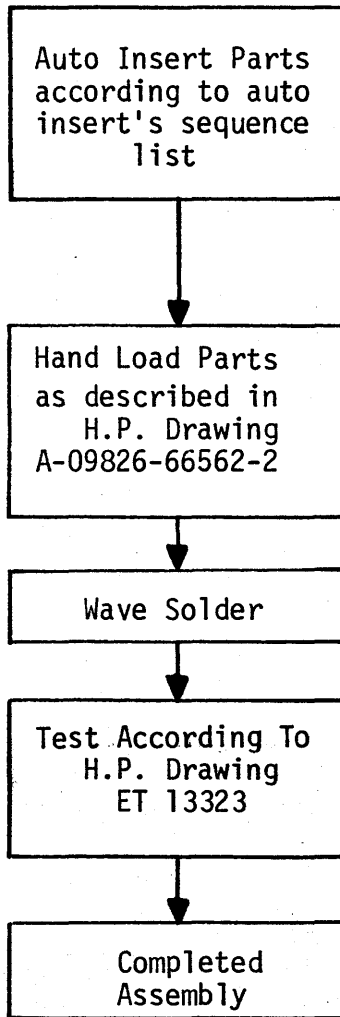 Auto Insert Parts
according to auto
insert's sequence
list
Hand Load Parts
as described in
H.P. Drawing
A-09826-66562-2
Wave Solder
Test According To
H.P. Drawing
ET 13323
Completed
Assembly